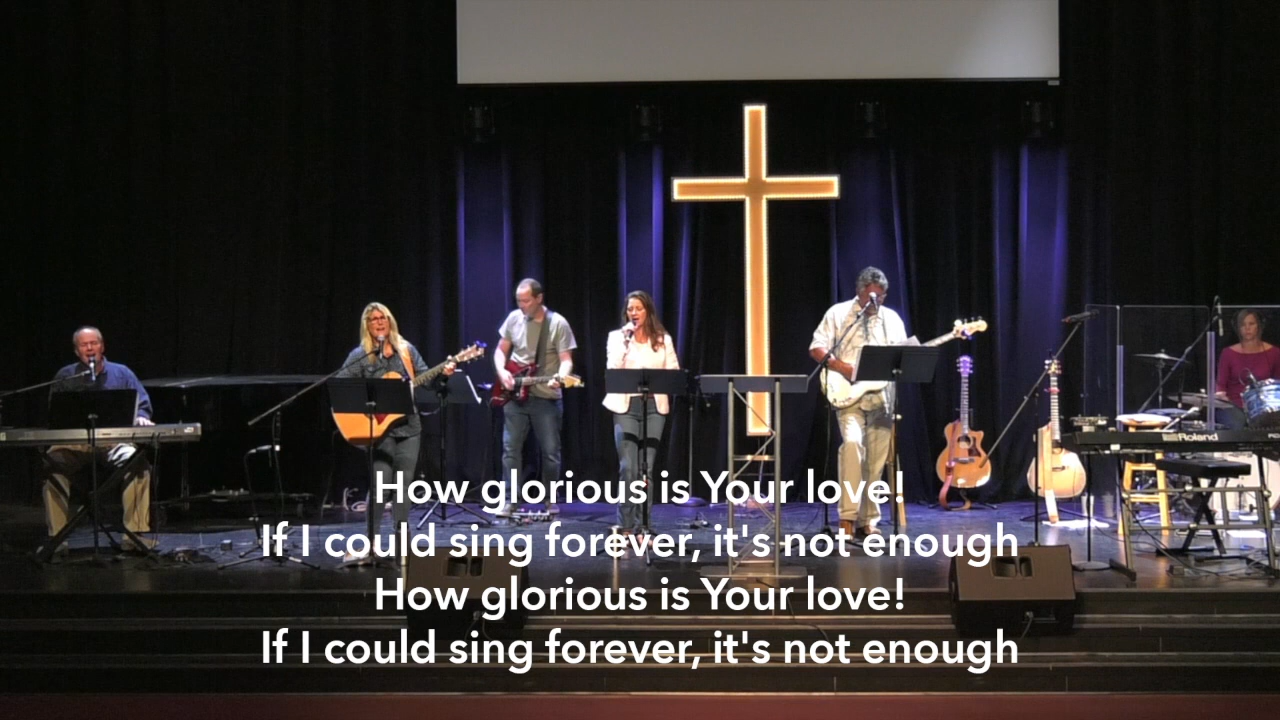 Roland
How glorious is Your love!
If I could sing forever, it's not enough
How glorious is Your love!
If I could sing forever, it's not enough